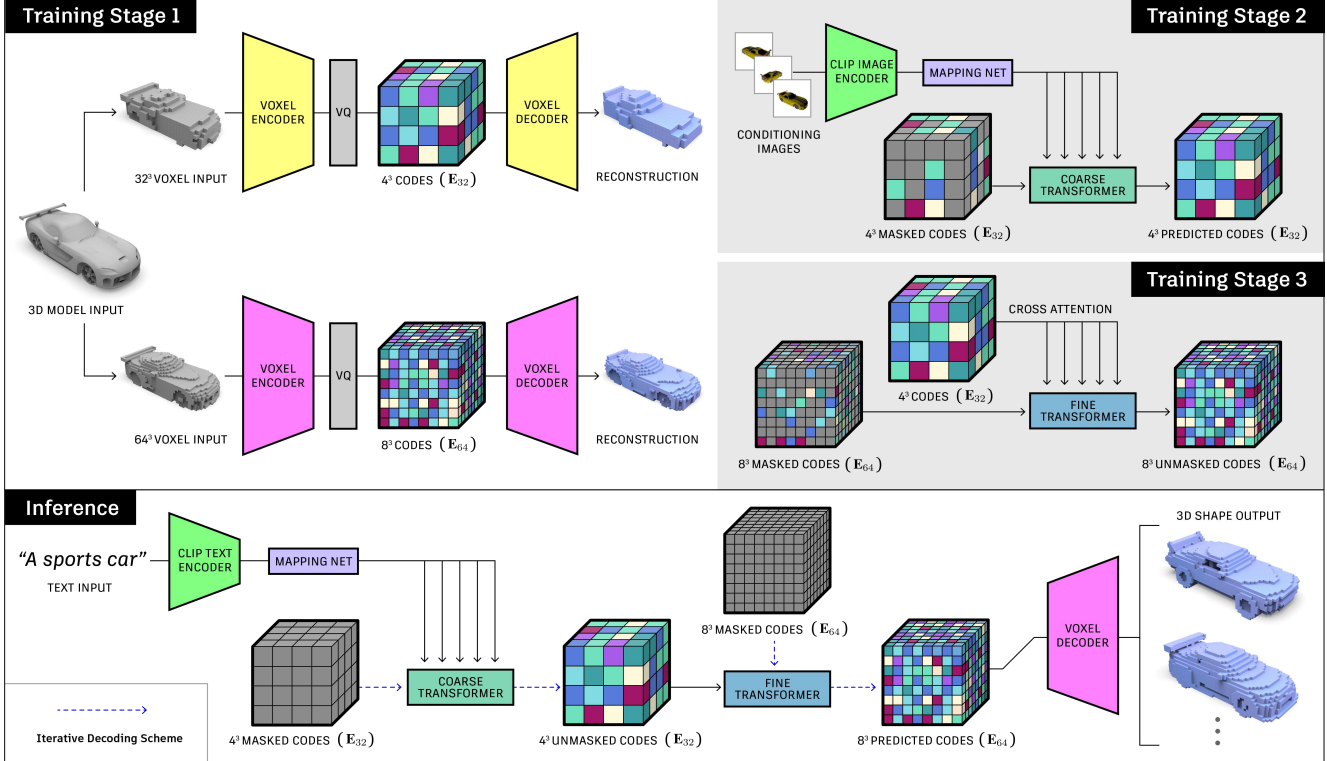 Training Stage 1
VOXEL
ENCODER
VQ
VOXEL
DECODER
32³ VOXEL INPUT
4³ CODES (E₃₂)
RECONSTRUCTION
3D MODEL INPUT
VOXEL
ENCODER
VQ
VOXEL
DECODER
64³ VOXEL INPUT
8³ CODES (E₆₄)
RECONSTRUCTION
Training Stage 2
CLIP IMAGE
ENCODER
MAPPING NET
CONDITIONING
IMAGES
COARSE
TRANSFORMER
4³ MASKED CODES (E₃₂)
4³ PREDICTED CODES (E₃₂)
Training Stage 3
CROSS ATTENTION
4³ CODES (E₃₂)
FINE
TRANSFORMER
8³ MASKED CODES (E₆₄)
8³ UNMASKED CODES (E₆₄)
Inference
“A sports car”
TEXT INPUT
CLIP TEXT
ENCODER
MAPPING NET
COARSE
TRANSFORMER
4³ MASKED CODES (E₃₂)
4³ UNMASKED CODES (E₃₂)
8³ MASKED CODES (E₆₄)
FINE
TRANSFORMER
8³ PREDICTED CODES (E₆₄)
VOXEL
DECODER
3D SHAPE OUTPUT
Iterative Decoding Scheme